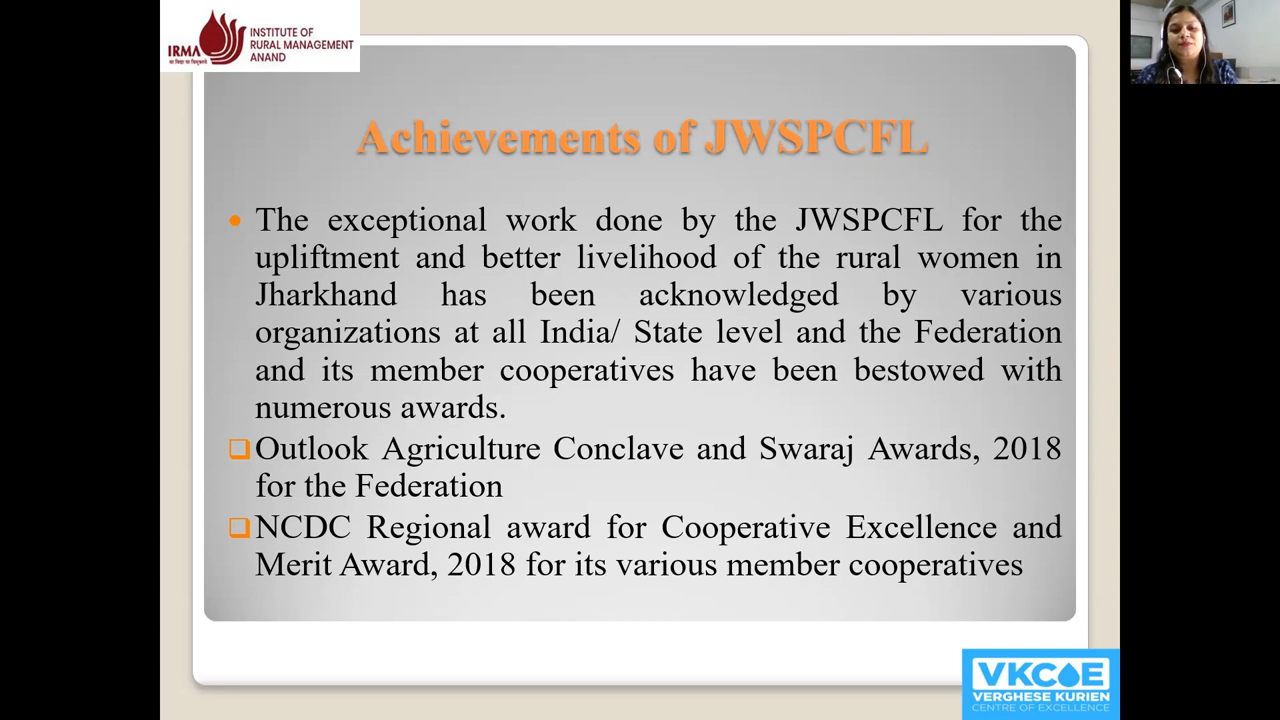 IRMA
INSTITUTE OF
RURAL MANAGEMENT
ANAND
Achievements of JWSPCFL
The exceptional work done by the JWSPCFL for the
upliftment and better livelihood of the rural women in
Jharkhand has been acknowledged by various
organizations at all India/ State level and the Federation
and its member cooperatives have been bestowed with
numerous awards.
Outlook Agriculture Conclave and Swaraj Awards, 2018
for the Federation
NCDC Regional award for Cooperative Excellence and
Merit Award, 2018 for its various member cooperatives
VKCOE
VERGHESE KURIEN
CENTRE OF EXCELLENCE